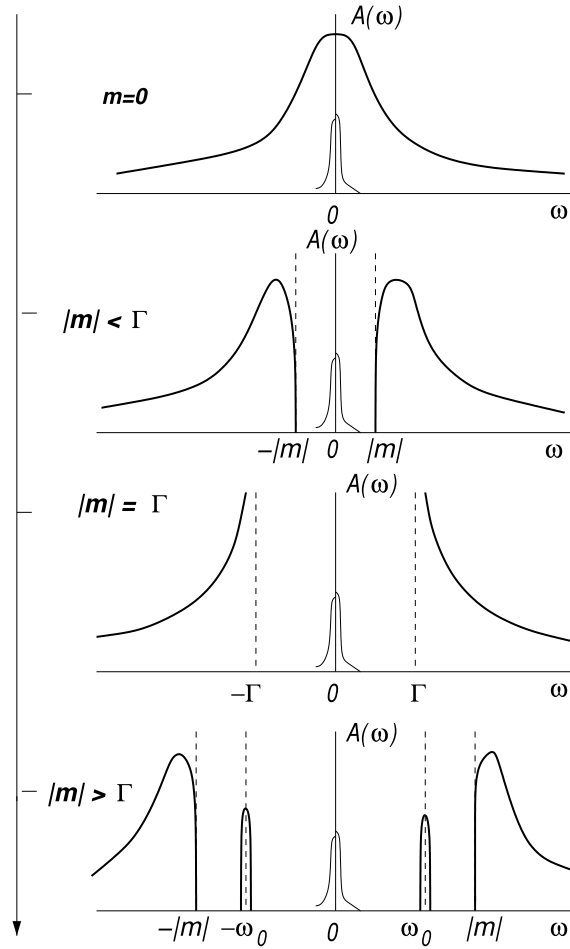 A(ω)
m=0
0 ω
A(ω)
|m| < Γ
−|m| 0 |m| ω
A(ω)
|m| = Γ
−Γ 0 Γ ω
A(ω)
|m| > Γ
−|m| −ω₀ 0 ω₀ |m| ω